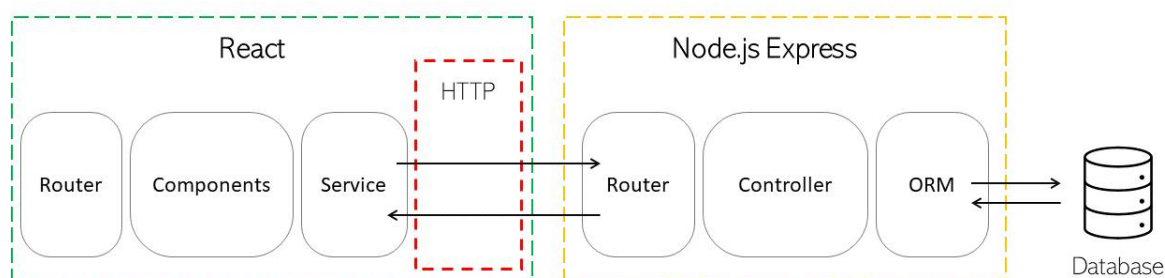 React
Node.js Express
HTTP
Router
Components
Service
Router
Controller
ORM
Database